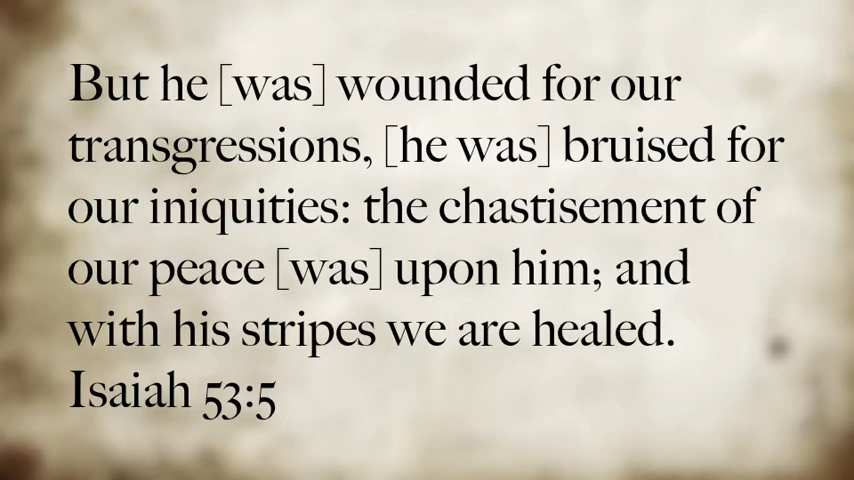 But he [was] wounded for our
transgressions, [he was] bruised for
our iniquities: the chastisement of
our peace [was] upon him; and
with his stripes we are healed.
Isaiah 53:5